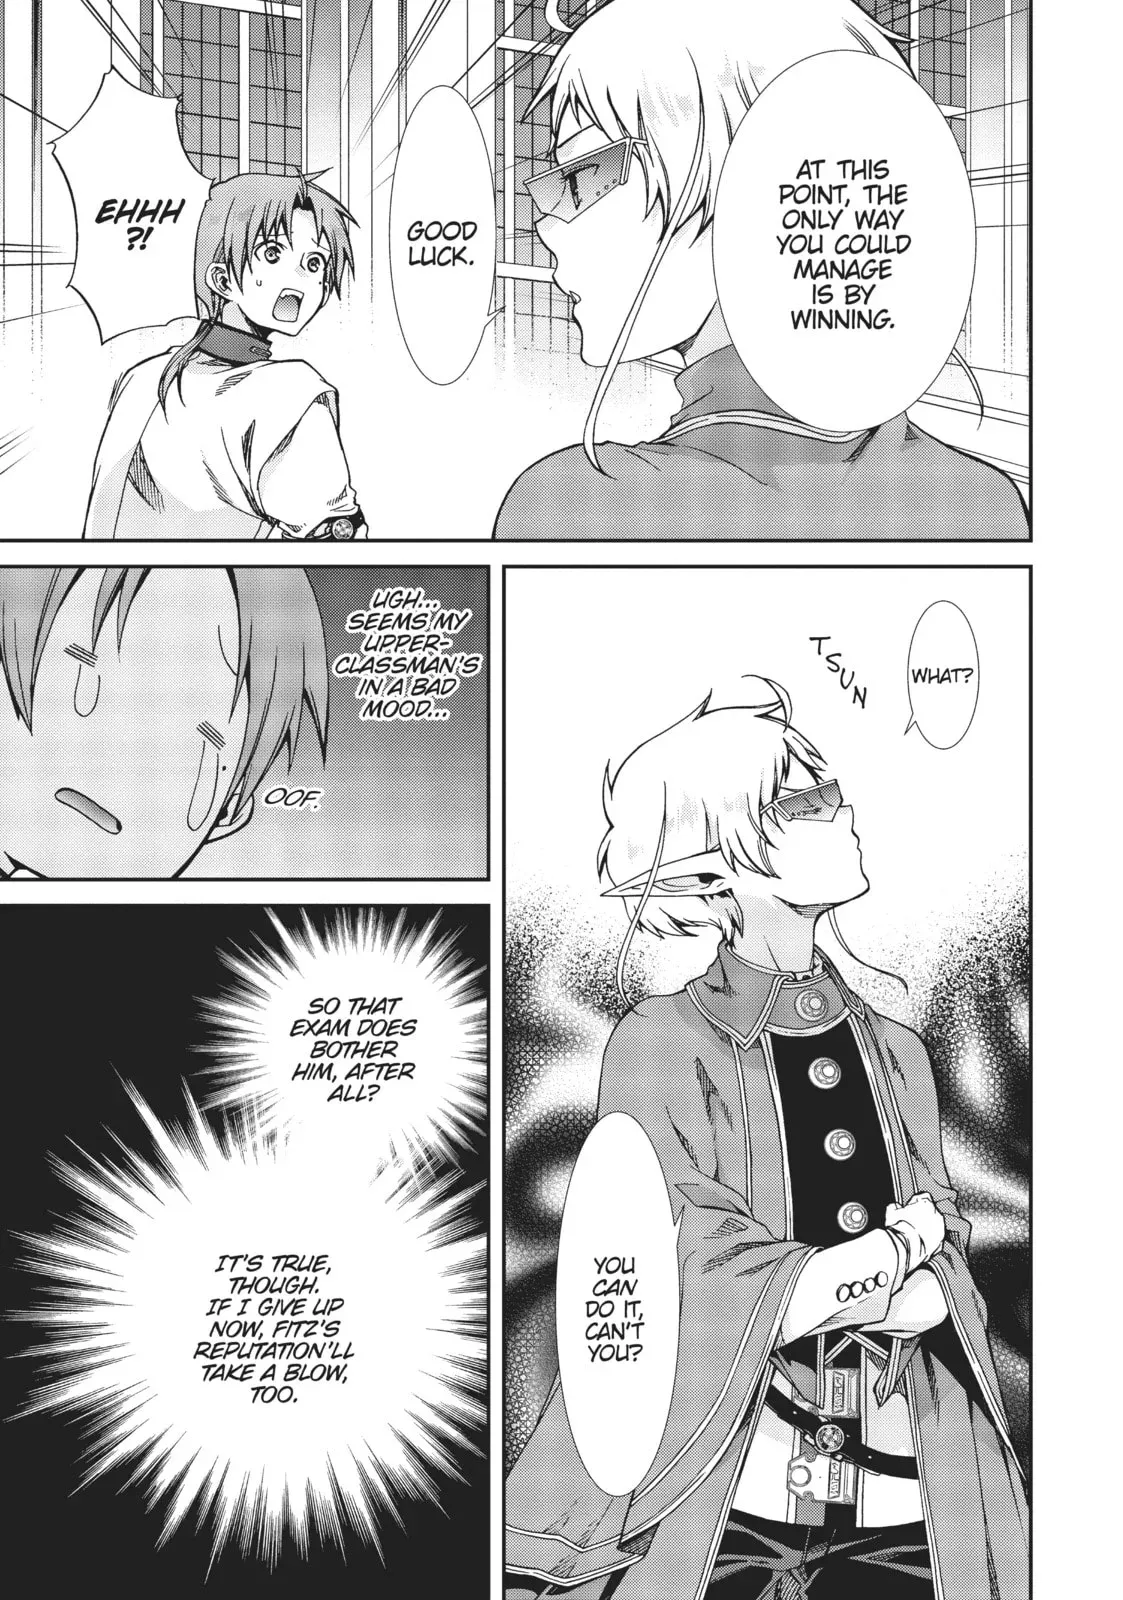 AT THIS
POINT, THE
ONLY WAY
YOU COULD
MANAGE
IS BY
WINNING.
GOOD
LUCK.
EHHH
?!
WHAT?
TSUN
YOU
CAN
DO IT,
CAN'T
YOU?
UGH...
SEEMS MY
UPPER-
CLASSMAN'S
IN A BAD
MOOD...
OOF.
SO THAT
EXAM DOES
BOTHER
HIM, AFTER
ALL?
IT'S TRUE,
THOUGH.
IF I GIVE UP
NOW, FITZ'S
REPUTATION'LL
TAKE A BLOW,
TOO.